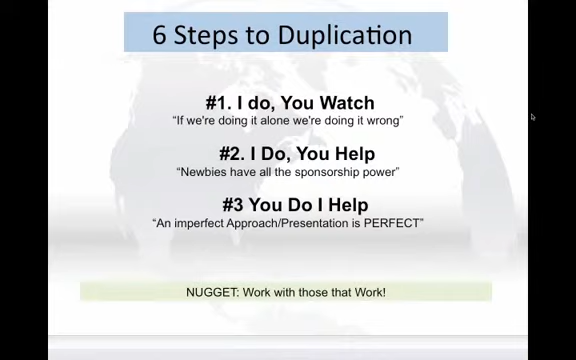 6 Steps to Duplication
#1. I do, You Watch
“If we're doing it alone we're doing it wrong”
#2. I Do, You Help
“Newbies have all the sponsorship power”
#3 You Do I Help
“An imperfect Approach/Presentation is PERFECT”
NUGGET: Work with those that Work!